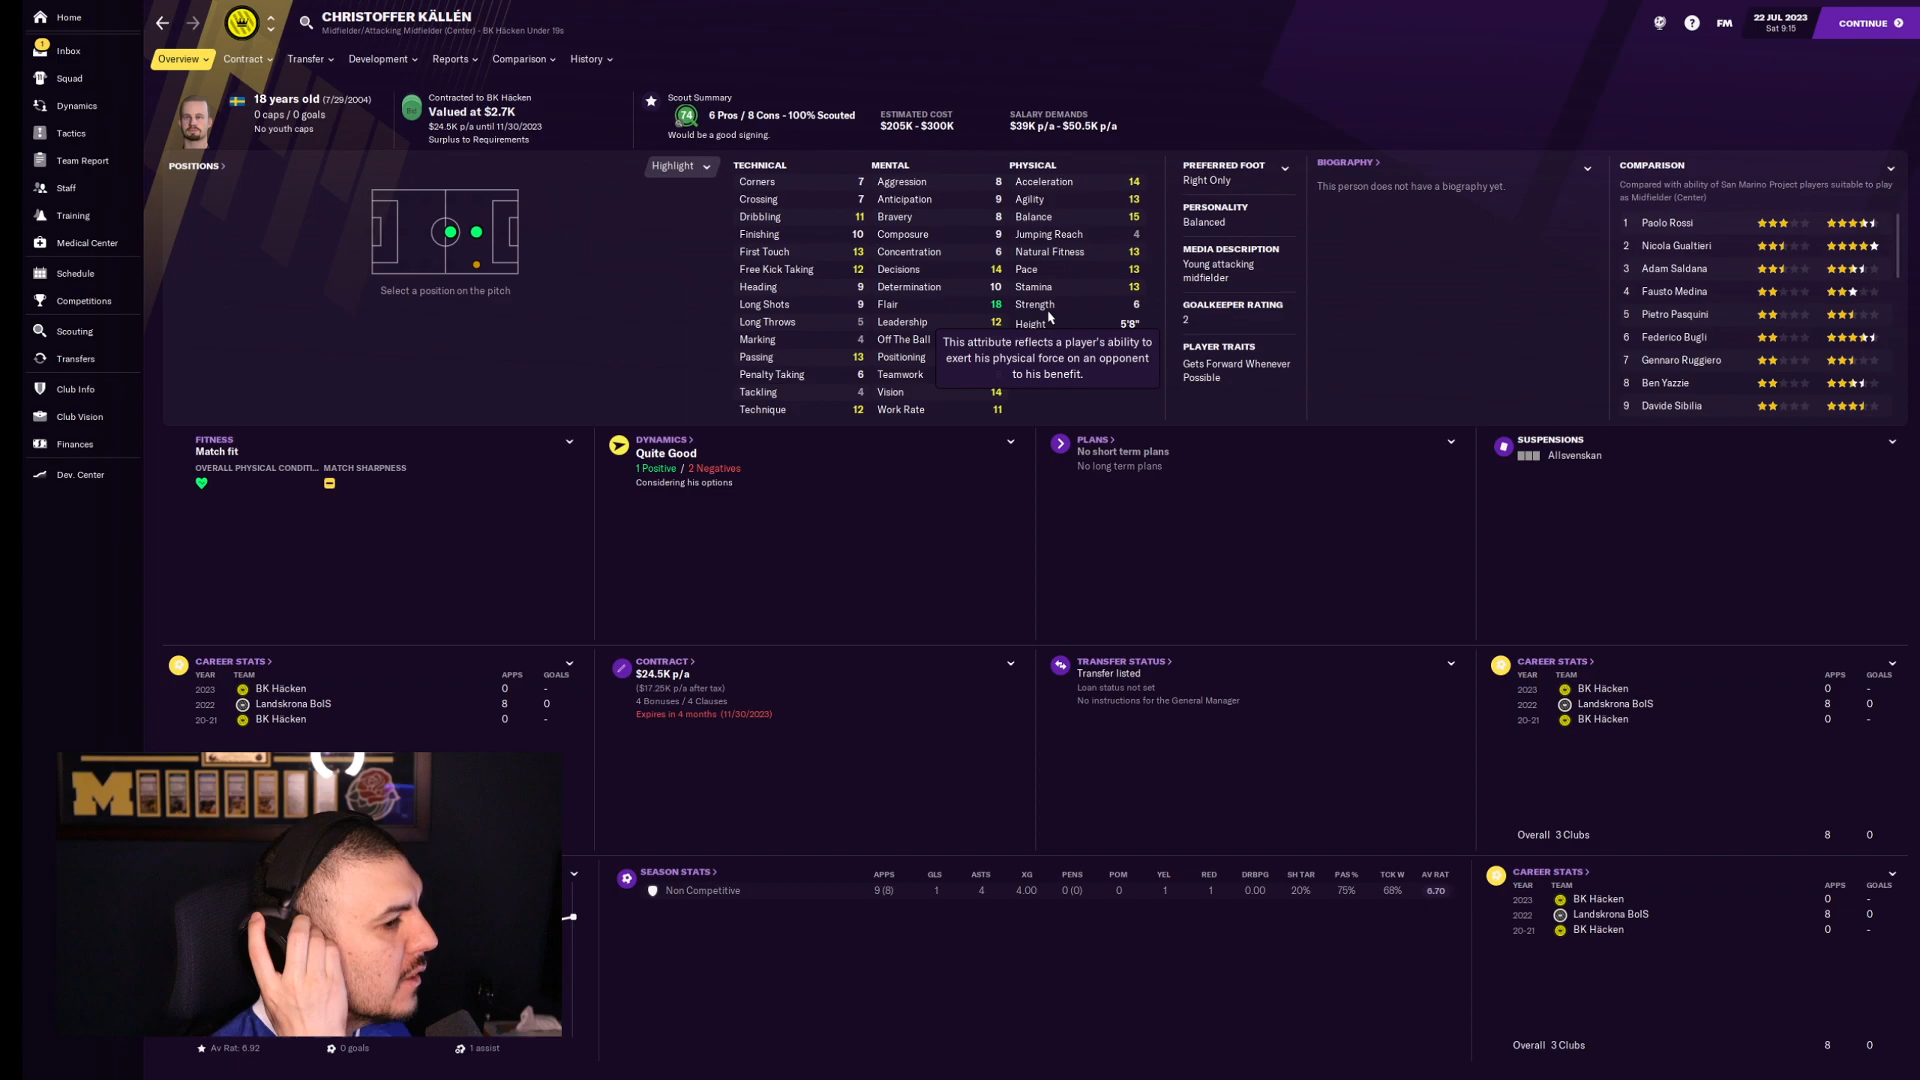 Home
CHRISTOFFER KÄLLÉN
Midfielder/Attacking Midfielder (Center) - BK Häcken Under 19s
FM
22 JUL 2023
Sat 9:15
CONTINUE
1
Inbox
Squad
Dynamics
Tactics
Team Report
Staff
Training
Medical Center
Schedule
Competitions
Scouting
Transfers
Club Info
Club Vision
Finances
Dev. Center
Overview
Contract
Transfer
Development
Reports
Comparison
History
18 years old (7/29/2004)
0 caps / 0 goals
No youth caps
Contracted to BK Häcken
Valued at $2.7K
$24.5K p/a until 11/30/2023
Surplus to Requirements
Scout Summary
74
6 Pros / 8 Cons - 100% Scouted
Would be a good signing.
ESTIMATED COST
$205K - $300K
SALARY DEMANDS
$39K p/a - $50.5K p/a
POSITIONS
Select a position on the pitch
Highlight
TECHNICAL
Corners 7
Crossing 7
Dribbling 11
Finishing 10
First Touch 13
Free Kick Taking 12
Heading 9
Long Shots 9
Long Throws 5
Marking 4
Passing 13
Penalty Taking 6
Tackling 4
Technique 12
MENTAL
Aggression 8
Anticipation 9
Bravery 8
Composure 9
Concentration 6
Decisions 14
Determination 10
Flair 18
Leadership 12
Off The Ball
Positioning
Teamwork
Vision 14
Work Rate 11
PHYSICAL
Acceleration 14
Agility 13
Balance 15
Jumping Reach 4
Natural Fitness 13
Pace 13
Stamina 13
Strength 6
Height 5'8"
This attribute reflects a player's ability to
exert his physical force on an opponent
to his benefit.
PREFERRED FOOT
Right Only
PERSONALITY
Balanced
MEDIA DESCRIPTION
Young attacking
midfielder
GOALKEEPER RATING
2
PLAYER TRAITS
Gets Forward Whenever
Possible
BIOGRAPHY
This person does not have a biography yet.
COMPARISON
Compared with ability of San Marino Project players suitable to play
as Midfielder (Center)
1 Paolo Rossi
2 Nicola Gualtieri
3 Adam Saldana
4 Fausto Medina
5 Pietro Pasquini
6 Federico Bugli
7 Gennaro Ruggiero
8 Ben Yazzie
9 Davide Sibilia
FITNESS
Match fit
OVERALL PHYSICAL CONDITI... MATCH SHARPNESS
DYNAMICS
Quite Good
1 Positive / 2 Negatives
Considering his options
PLANS
No short term plans
No long term plans
SUSPENSIONS
Allsvenskan
CAREER STATS
YEAR TEAM APPS GOALS
2023 BK Häcken 0 -
2022 Landskrona BoIS 8 0
20-21 BK Häcken 0 -
CONTRACT
$24.5K p/a
($17.25K p/a after tax)
4 Bonuses / 4 Clauses
Expires in 4 months (11/30/2023)
TRANSFER STATUS
Transfer listed
Loan status not set
No instructions for the General Manager
CAREER STATS
YEAR TEAM APPS GOALS
2023 BK Häcken 0 -
2022 Landskrona BoIS 8 0
20-21 BK Häcken 0 -
Overall 3 Clubs 8 0
M
SEASON STATS
APPS GLS ASTS XG PENS POM YEL RED DRBPG SH TAR PAS% TCK W AV RAT
Non Competitive 9 (8) 1 4 4.00 0 (0) 0 1 1 0.00 20% 75% 68% 6.70
CAREER STATS
YEAR TEAM APPS GOALS
2023 BK Häcken 0 -
2022 Landskrona BoIS 8 0
20-21 BK Häcken 0 -
Overall 3 Clubs 8 0
Av Rat: 6.92
0 goals
1 assist